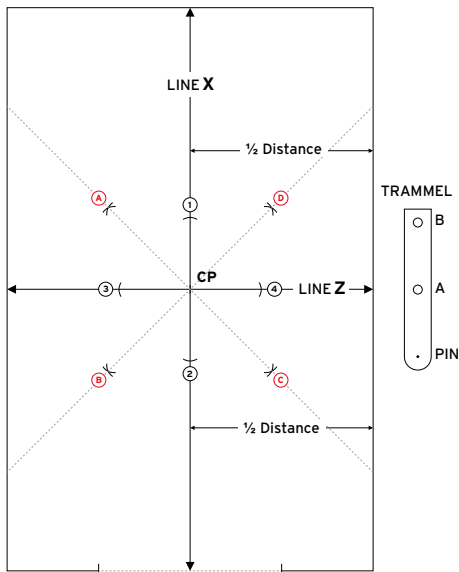 LINE X
½ Distance
TRAMMEL
A
D
1
B
CP
3
4
LINE Z
A
2
B
C
PIN
½ Distance